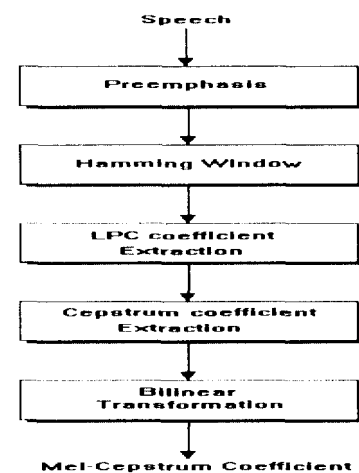 Speech
Preemphasis
Hamming Window
LPC coefficient
Extraction
Cepstrum coefficient
Extraction
Bilinear
Transformation
Mel-Cepstrum Coefficient